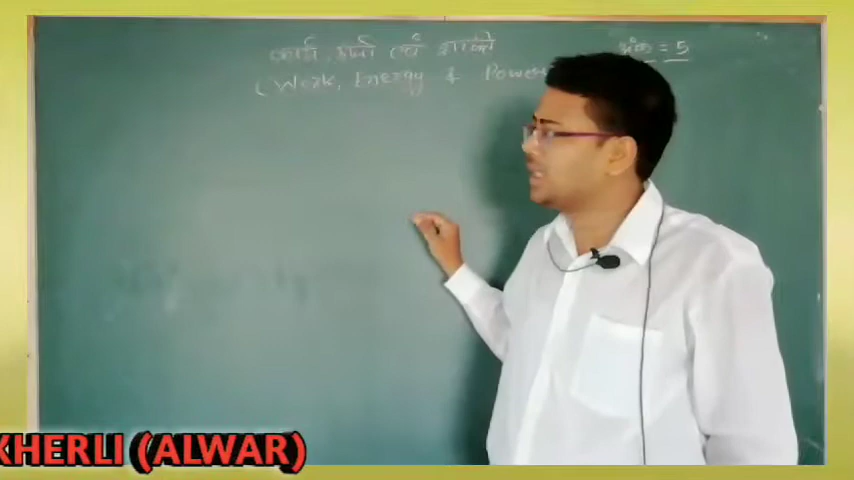 कार्य, ऊर्जा एवं शक्ति अंक = 5
( Work, Energy & Power
KHERLI (ALWAR)